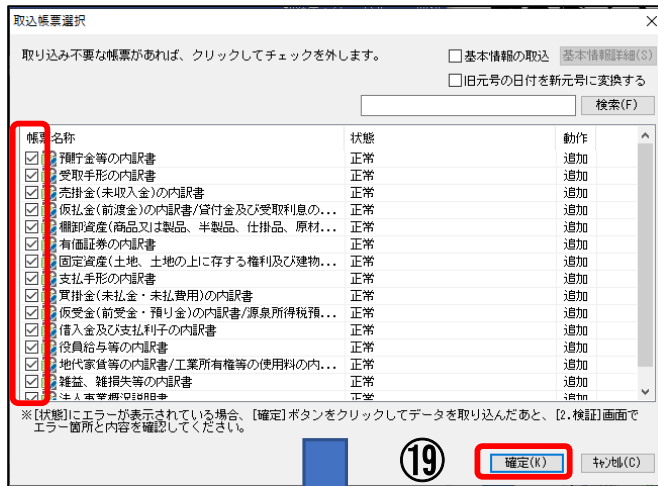 取込帳票選択
取り込み不要な帳票があれば、クリックしてチェックを外します。
基本情報の取込 基本情報詳細(S)
旧元号の日付を新元号に変換する
検索(F)
帳票名称 状態 動作
預貯金等の内訳書 正常 追加
受取手形の内訳書 正常 追加
売掛金(未収入金)の内訳書 正常 追加
仮払金(前渡金)の内訳書/貸付金及び受取利息の... 正常 追加
棚卸資産(商品又は製品、半製品、仕掛品、原材... 正常 追加
有価証券の内訳書 正常 追加
固定資産(土地、土地の上に存する権利及び建物... 正常 追加
支払手形の内訳書 正常 追加
買掛金(未払金・未払費用)の内訳書 正常 追加
仮受金(前受金・預り金)の内訳書/源泉所得税預... 正常 追加
借入金及び支払利子の内訳書 正常 追加
役員給与等の内訳書 正常 追加
地代家賃等の内訳書/工業所有権等の使用料の内... 正常 追加
雑益、雑損失等の内訳書 正常 追加
法人事業概況説明書 正常 追加
※[状態]にエラーが表示されている場合、[確定]ボタンをクリックしてデータを取り込んだあと、[2.検証]画面で
エラー箇所と内容を確認してください。
⑲ 確定(K) キャンセル(C)